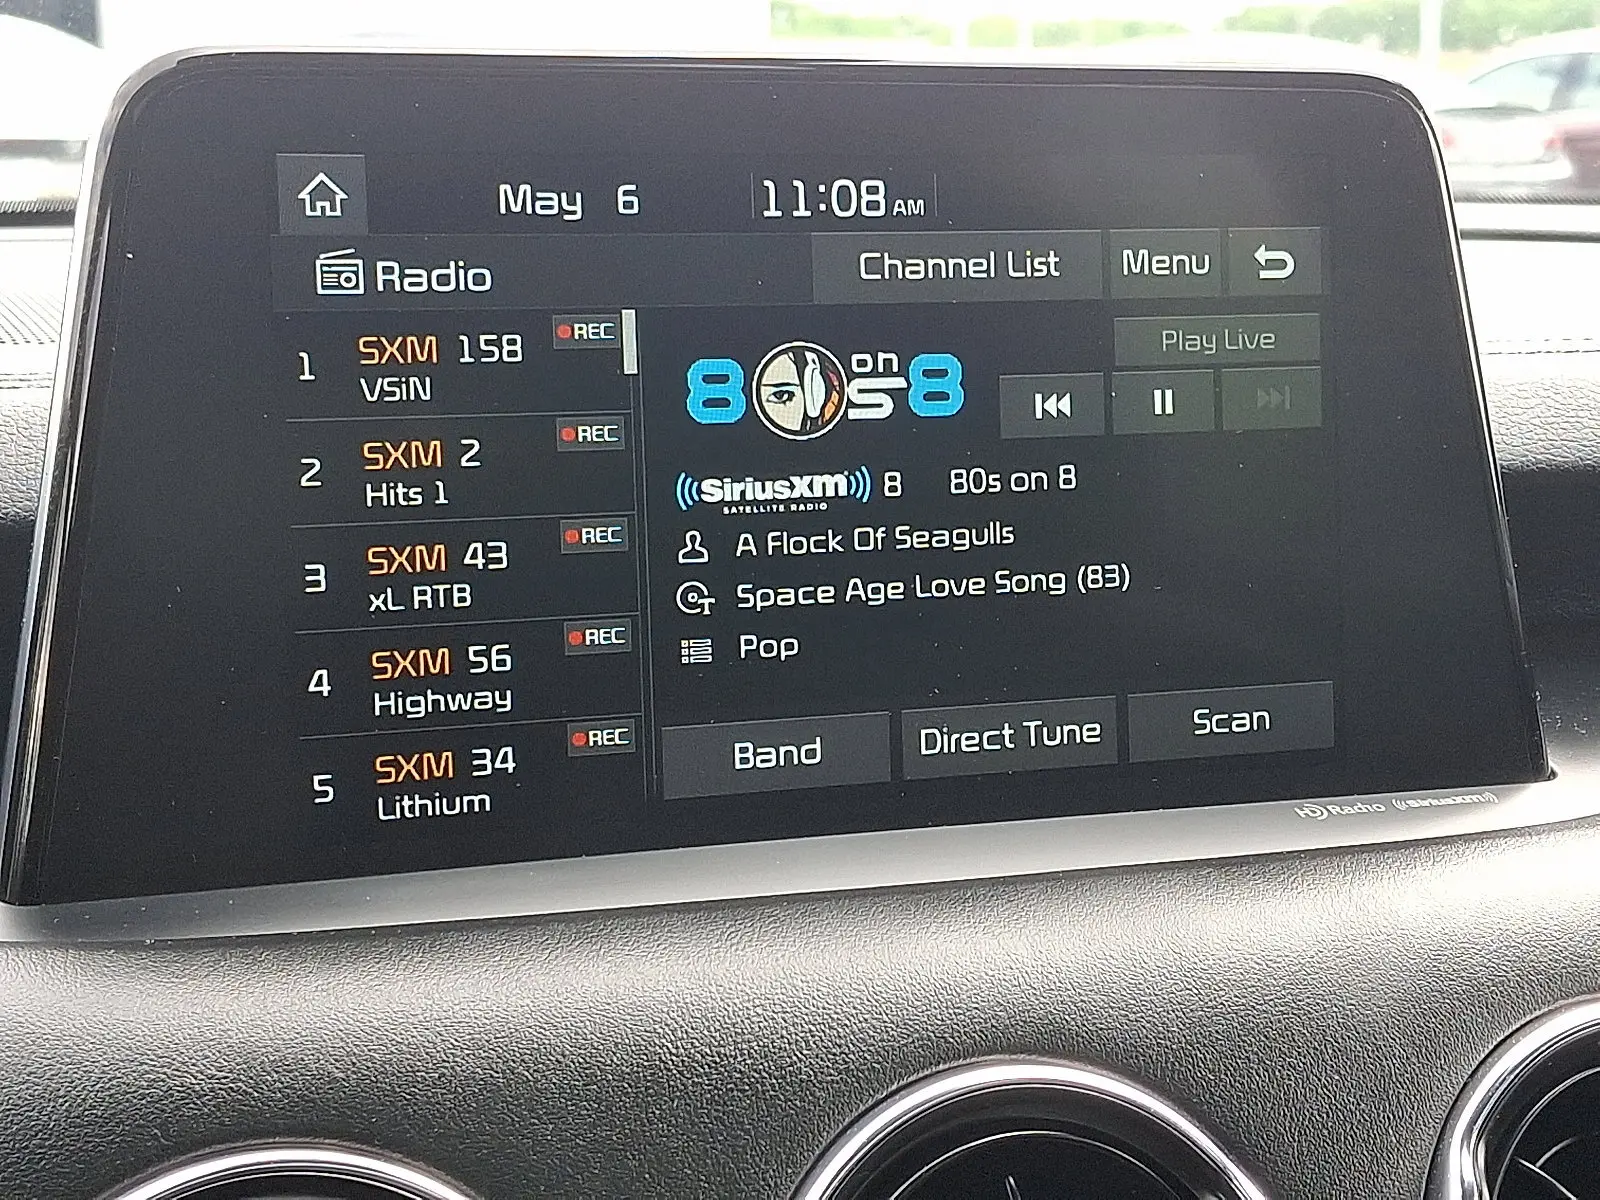 May 6
11:08 AM
Radio
Channel List
Menu
1
SXM 158
REC
VSiN
2
SXM 2
REC
Hits 1
3
SXM 43
REC
xL RTB
4
SXM 56
REC
Highway
5
SXM 34
REC
Lithium
8 on s 8
Play Live
SiriusXM 8 80s on 8
SATELLITE RADIO
A Flock Of Seagulls
Space Age Love Song (83)
Pop
Band
Direct Tune
Scan
HD Radio SiriusXM